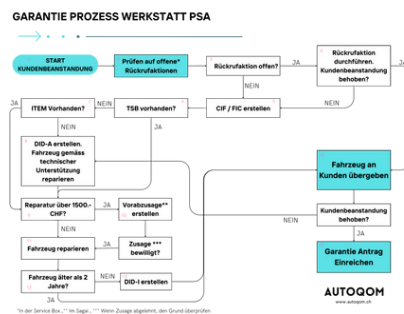 GARANTIE PROZESS WERKSTATT PSA
START
KUNDENBEANSTANDUNG
Prüfen auf offene*
Rückrufaktionen
Rückrufaktion offen?
JA
Rückrufaktion
durchführen.
Kundenbeanstandung
behoben?
JA
NEIN
NEIN
JA
ITEM Vorhanden?
NEIN
TSB vorhanden?
CIF / FIC erstellen
NEIN
JA
DID-A erstellen.
Fahrzeug gemäss
technischer
Unterstützung
reparieren
Fahrzeug an
Kunden übergeben
Reparatur über 1500.-
CHF?
JA
Vorabzusage**
erstellen
NEIN
Kundenbeanstandung
behoben?
NEIN
JA
Fahrzeug reparieren
JA
Zusage ***
bewilligt?
Garantie Antrag
Einreichen
Fahrzeug älter als 2
Jahre?
NEIN
DID-I erstellen
JA
AUTOQOM
www.autoqom.ch
*in der Service Box , ** Im Sagai , *** Wenn Zusage abgelehnt, den Grund überprüfen